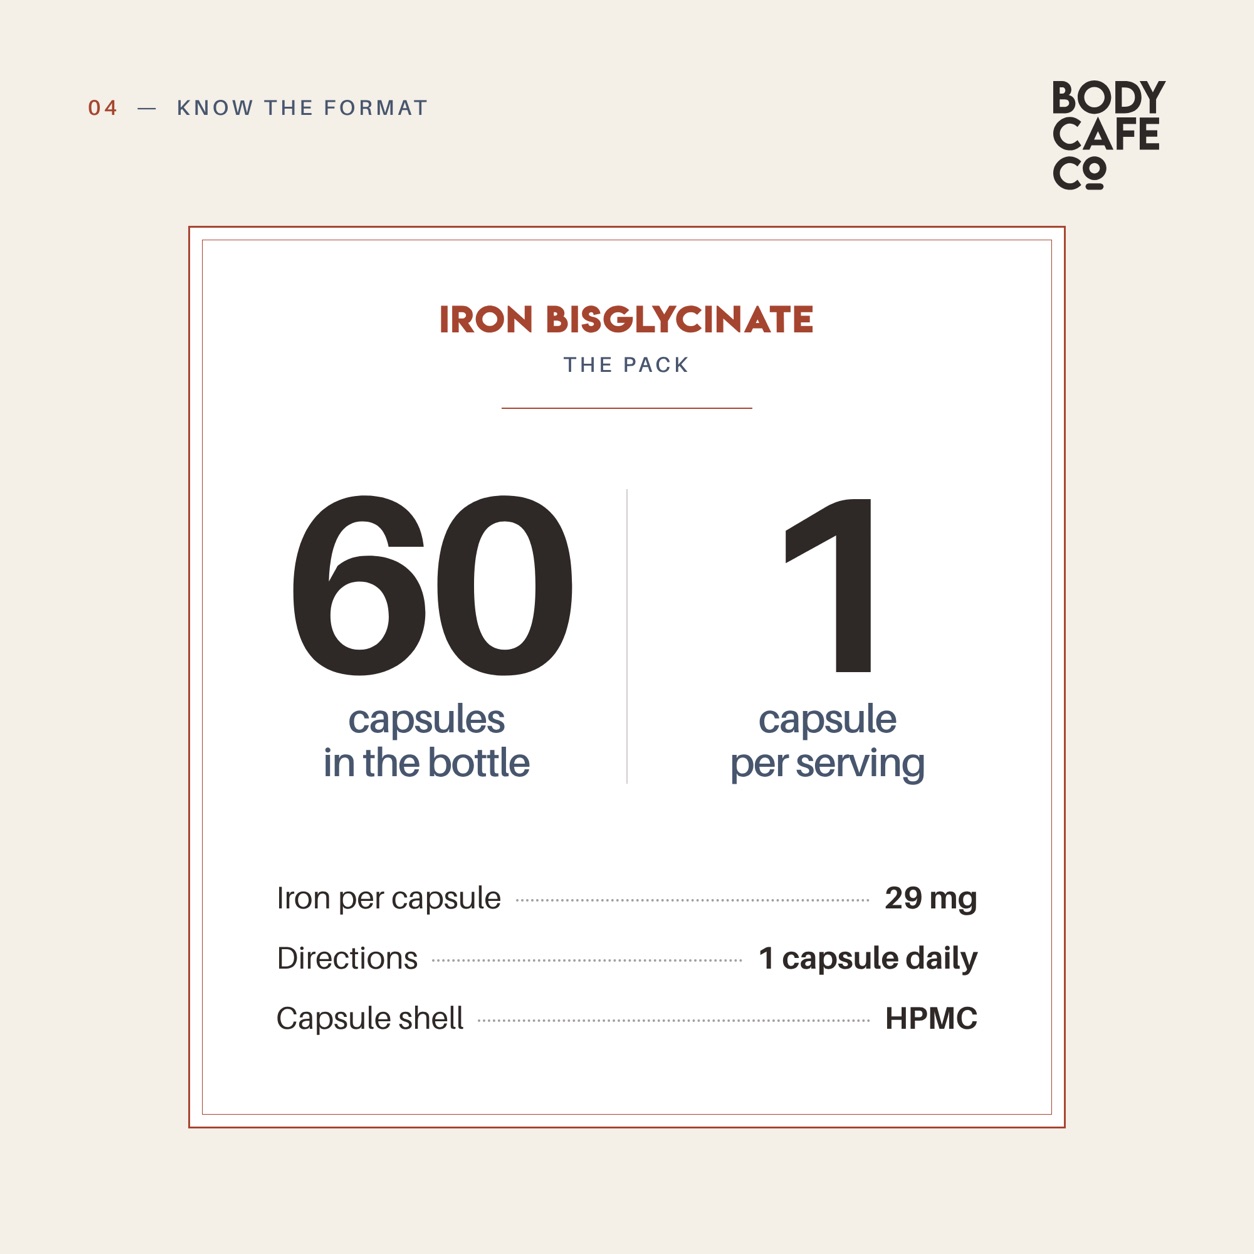 04 — KNOW THE FORMAT
BODY
CAFE
Cº
IRON BISGLYCINATE
THE PACK
60
capsules
in the bottle
1
capsule
per serving
Iron per capsule 29 mg
Directions 1 capsule daily
Capsule shell HPMC